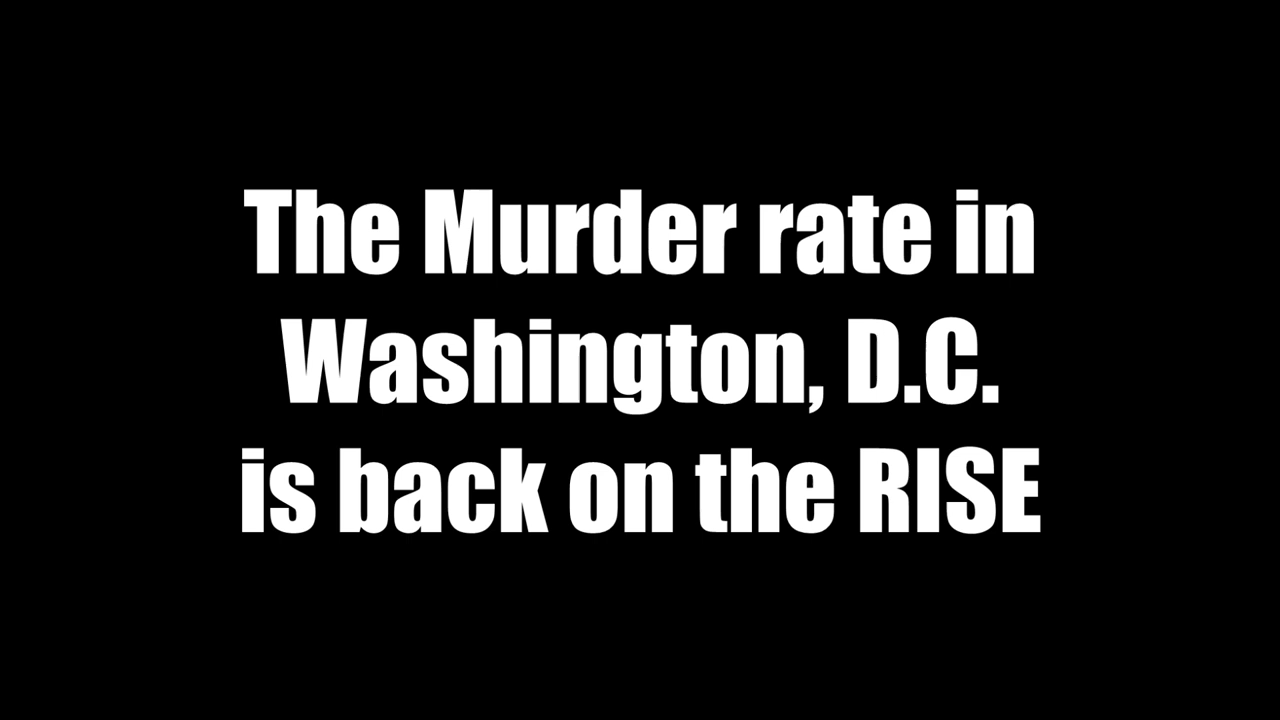 The Murder rate in
Washington, D.C.
is back on the RISE